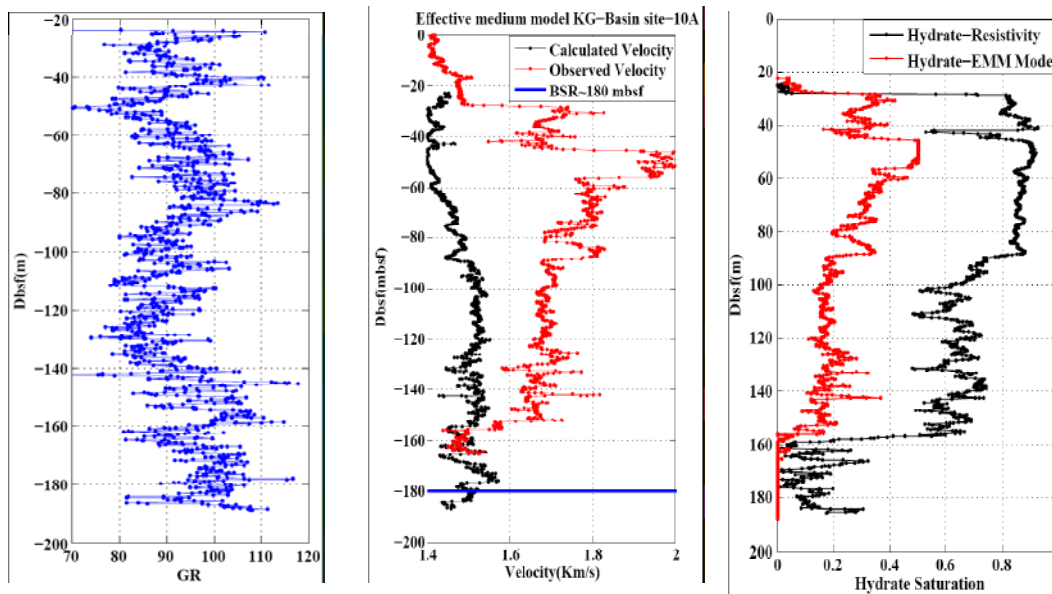 0
−20
−40
−60
−80
−100
−120
−140
−160
−180
−200
Dbsf(m)
70 80 90 100 110 120
GR
Effective medium model KG−Basin site−10A
Calculated Velocity
Observed Velocity
BSR~180 mbsf
0
−20
−40
−60
−80
−100
−120
−140
−160
−180
−200
Dbsf(mbsf)
1.4 1.6 1.8 2
Velocity(Km/s)
Hydrate−Resistivity
Hydrate−EMM Mode
0
20
40
60
80
100
120
140
160
180
200
Dbsf(m)
0 0.2 0.4 0.6 0.8
Hydrate Saturation